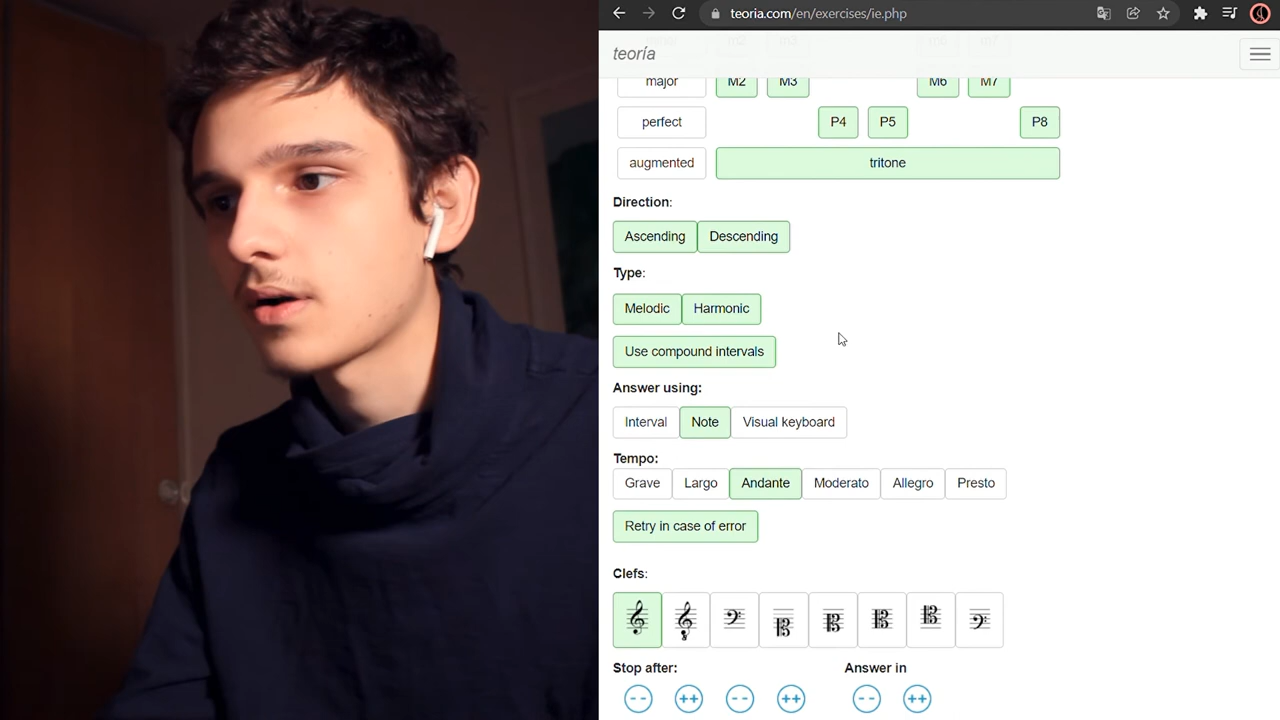 teoria.com/en/exercises/ie.php
teoría
major M2 M3 M6 M7
perfect P4 P5 P8
augmented tritone
Direction:
Ascending Descending
Type:
Melodic Harmonic
Use compound intervals
Answer using:
Interval Note Visual keyboard
Tempo:
Grave Largo Andante Moderato Allegro Presto
Retry in case of error
Clefs:
Stop after: Answer in
-- ++ -- ++ -- ++